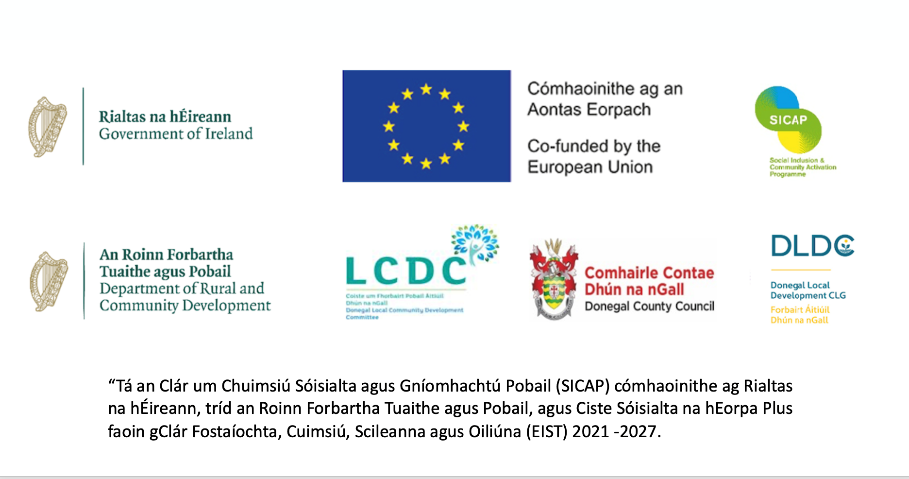 Rialtas na hÉireann
Government of Ireland
Cómhaoinithe ag an
Aontas Eorpach
Co-funded by the
European Union
SICAP
Social Inclusion &
Community Activation
Programme
An Roinn Forbartha
Tuaithe agus Pobail
Department of Rural and
Community Development
LCDC
Coiste um Fhorbairt Pobail Áitiúil
Dhún na nGall
Donegal Local Community Development
Committee
Comhairle Contae
Dhún na nGall
Donegal County Council
DLDC
Donegal Local
Development CLG
Forbairt Áitiúil
Dhún na nGall
“Tá an Clár um Chuimsiú Sóisialta agus Gníomhachtú Pobail (SICAP) cómhaoinithe ag Rialtas
na hÉireann, tríd an Roinn Forbartha Tuaithe agus Pobail, agus Ciste Sóisialta na hEorpa Plus
faoin gClár Fostaíochta, Cuimsiú, Scileanna agus Oiliúna (EIST) 2021 -2027.